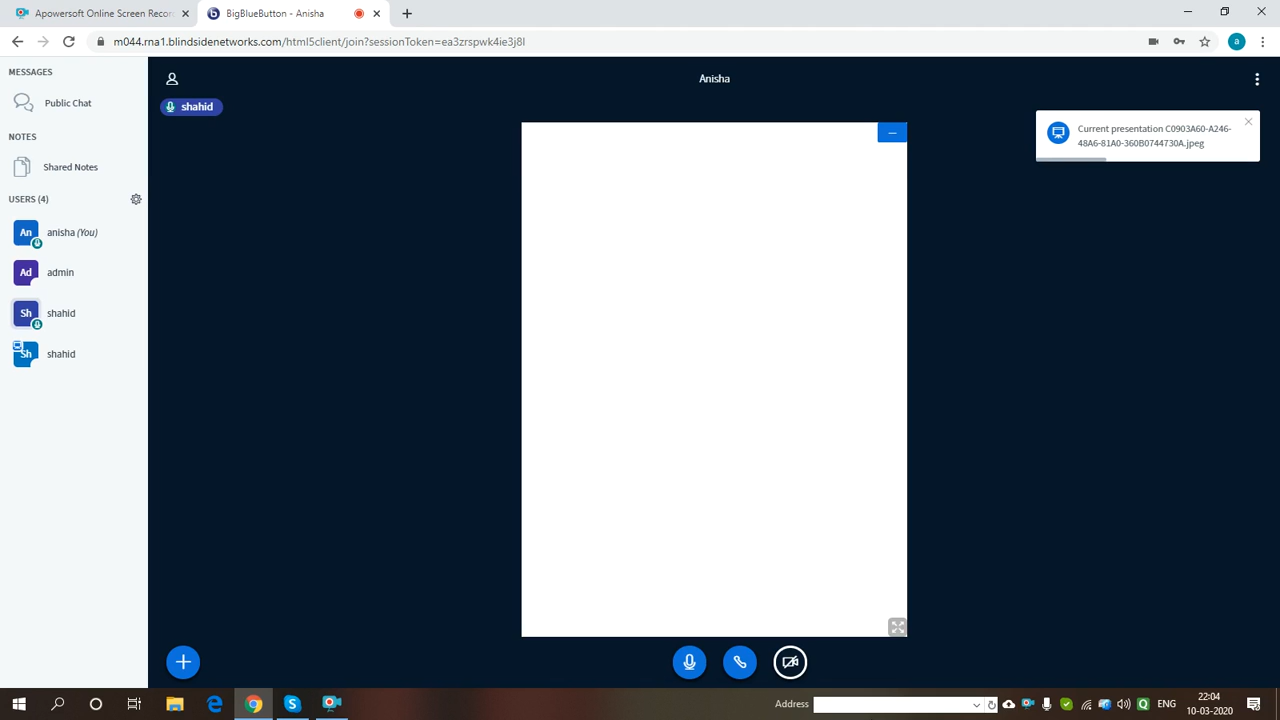 Apowersoft Online Screen Recor
BigBlueButton - Anisha
m044.rna1.blindsidenetworks.com/html5client/join?sessionToken=ea3zrspwk4ie3j8l
a
MESSAGES
Public Chat
NOTES
Shared Notes
USERS (4)
An anisha (You)
Ad admin
Sh shahid
Sh shahid
Anisha
shahid
Current presentation C0903A60-A246-
48A6-81A0-360B0744730A.jpeg
Address
ENG
22:04
10-03-2020